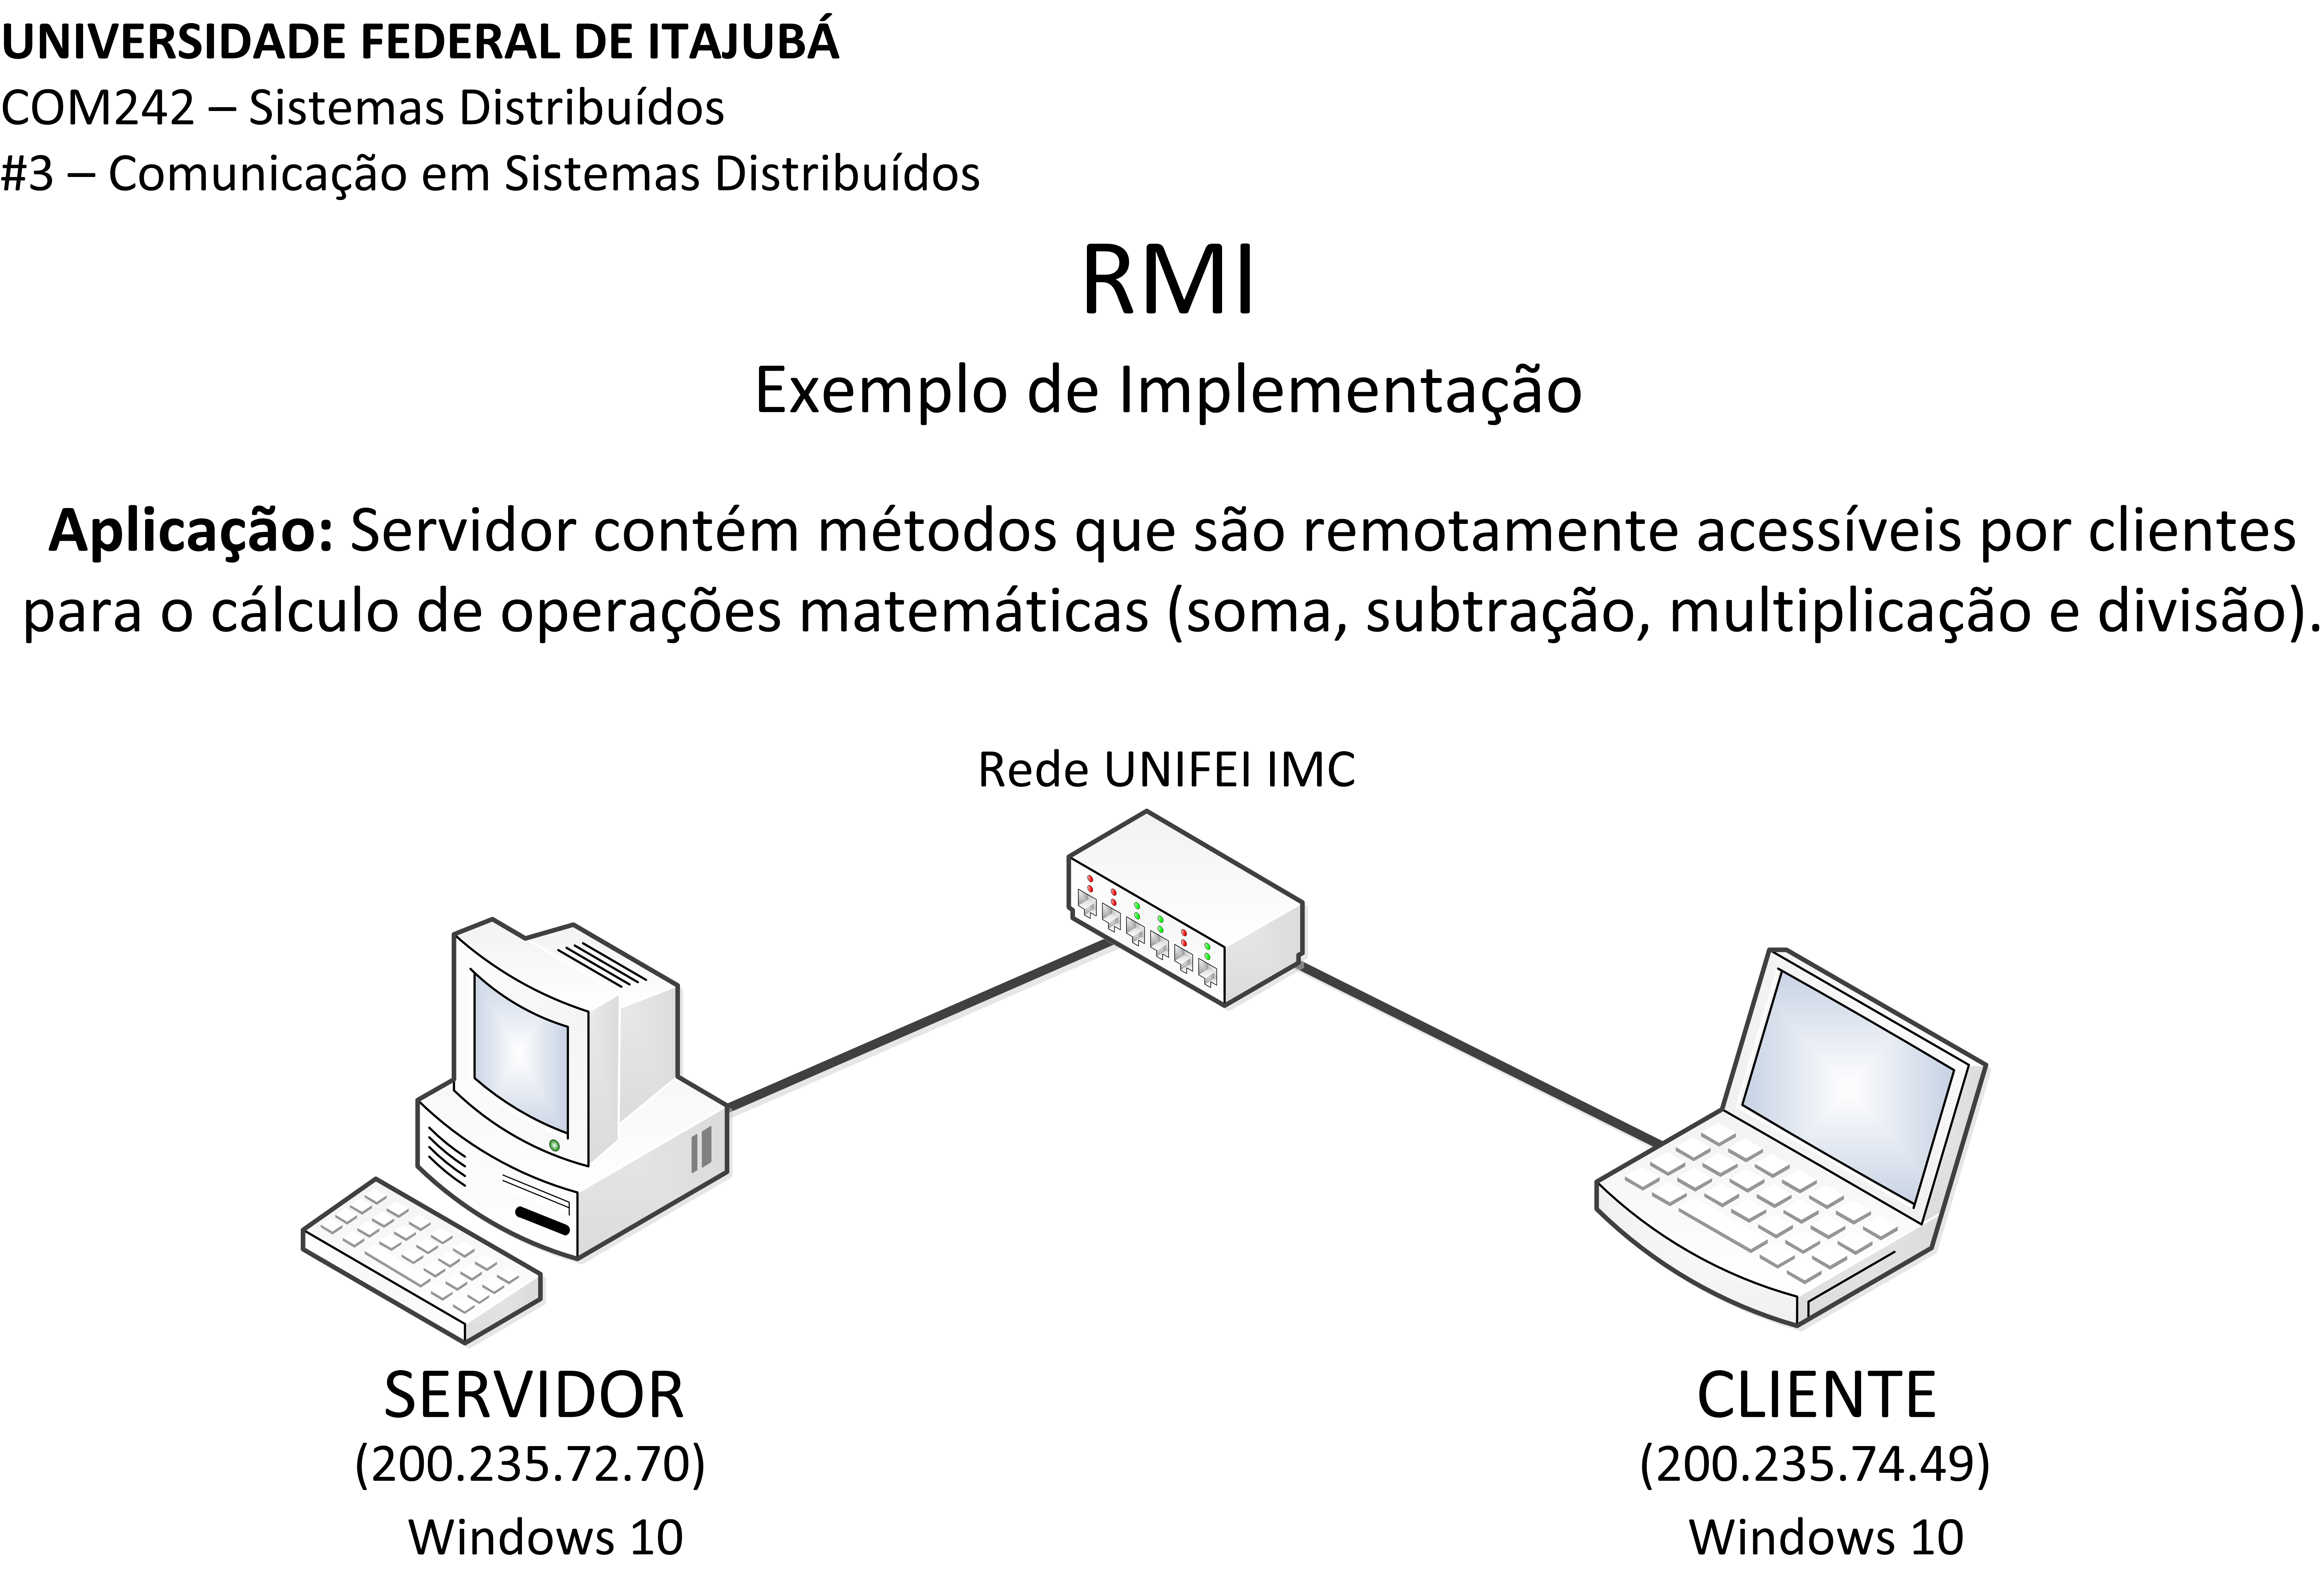 UNIVERSIDADE FEDERAL DE ITAJUBÁ
COM242 – Sistemas Distribuídos
#3 – Comunicação em Sistemas Distribuídos
RMI
Exemplo de Implementação
Aplicação: Servidor contém métodos que são remotamente acessíveis por clientes
para o cálculo de operações matemáticas (soma, subtração, multiplicação e divisão).
Rede UNIFEI IMC
SERVIDOR
(200.235.72.70)
Windows 10
CLIENTE
(200.235.74.49)
Windows 10